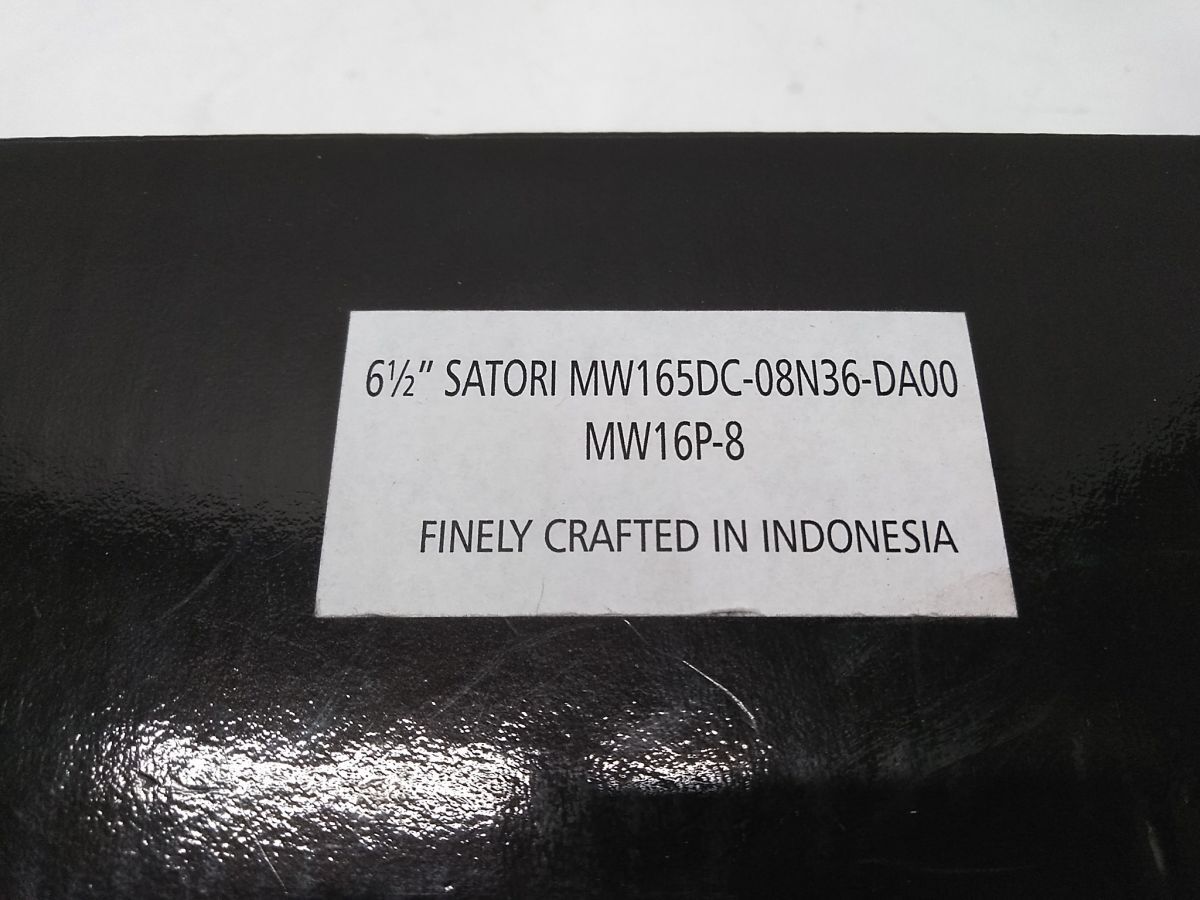 6½” SATORI MW165DC-08N36-DA00
MW16P-8
FINELY CRAFTED IN INDONESIA